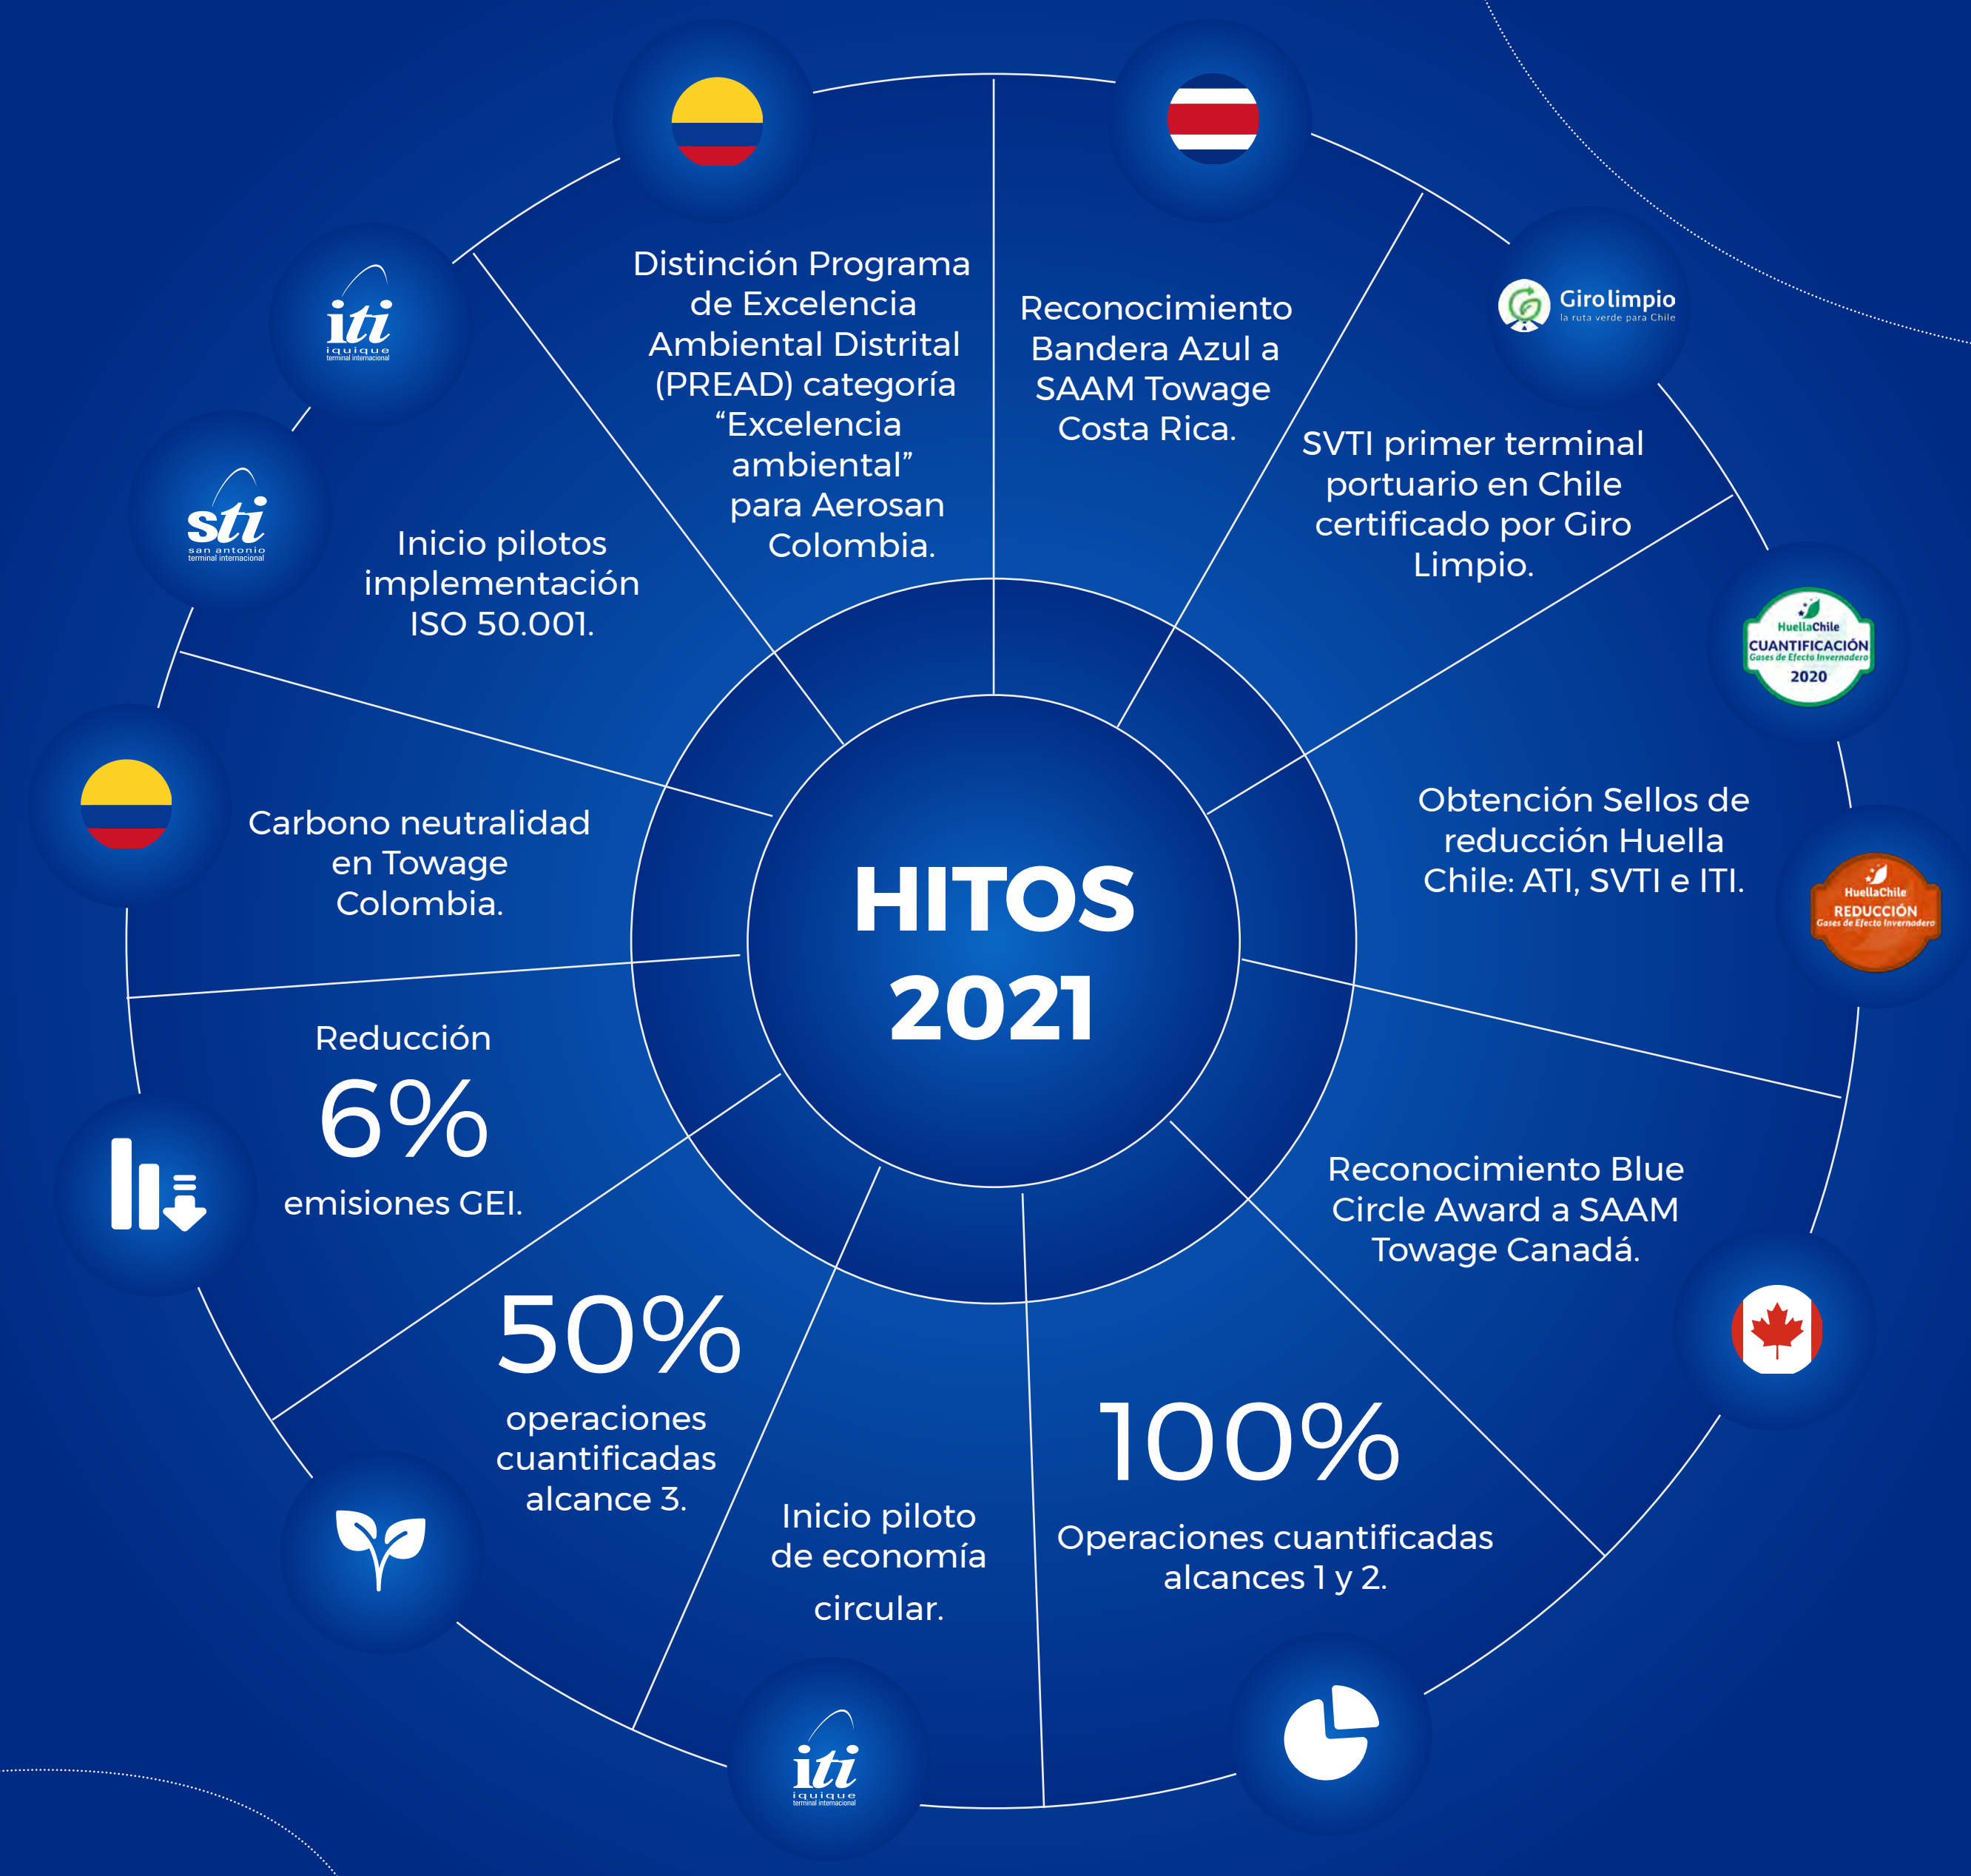 HITOS
2021
Reconocimiento
Bandera Azul a
SAAM Towage
Costa Rica.
Giro limpio
la ruta verde para Chile
SVTI primer terminal
portuario en Chile
certificado por Giro
Limpio.
HuellaChile
CUANTIFICACIÓN
Gases de Efecto Invernadero
2020
Obtención Sellos de
reducción Huella
Chile: ATI, SVTI e ITI.
HuellaChile
REDUCCIÓN
Gases de Efecto Invernadero
Reconocimiento Blue
Circle Award a SAAM
Towage Canadá.
100%
Operaciones cuantificadas
alcances 1 y 2.
Inicio piloto
de economía
circular.
iti
iquique
terminal internacional
50%
operaciones
cuantificadas
alcance 3.
Reducción
6%
emisiones GEI.
Carbono neutralidad
en Towage
Colombia.
sti
san antonio
terminal internacional
iti
iquique
terminal internacional
Inicio pilotos
implementación
ISO 50.001.
Distinción Programa
de Excelencia
Ambiental Distrital
(PREAD) categoría
“Excelencia
ambiental”
para Aerosan
Colombia.